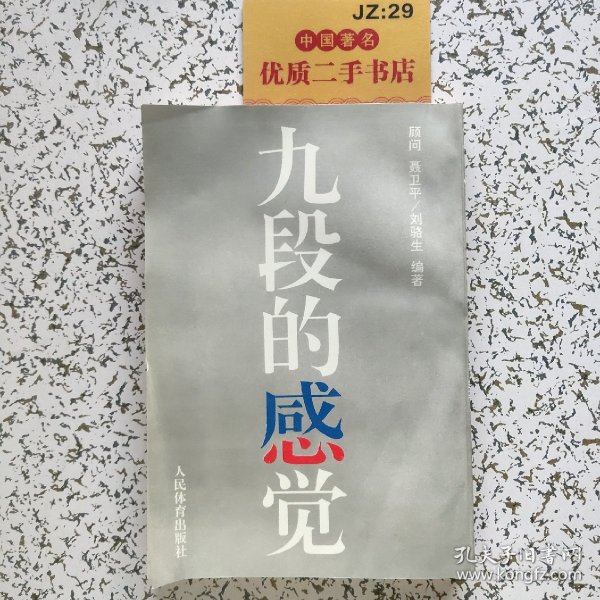 JZ:29
中国著名
优质二手书店
顾问 聂卫平/刘骆生 编著
九段的感觉
人民体育出版社
孔夫子旧书网
www.kongfz.com